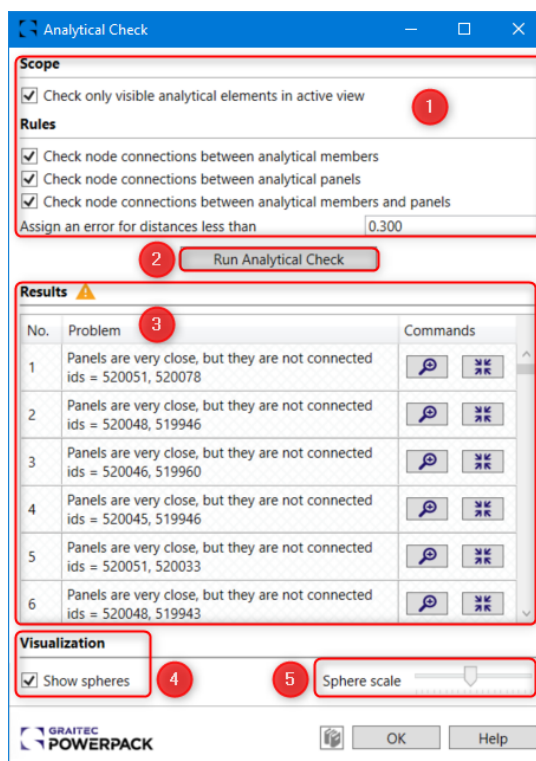 Analytical Check
Scope
Check only visible analytical elements in active view
1
Rules
Check node connections between analytical members
Check node connections between analytical panels
Check node connections between analytical members and panels
Assign an error for distances less than 0.300
2 Run Analytical Check
Results
3
No. Problem Commands
1 Panels are very close, but they are not connected
ids = 520051, 520078
2 Panels are very close, but they are not connected
ids = 520048, 519946
3 Panels are very close, but they are not connected
ids = 520046, 519960
4 Panels are very close, but they are not connected
ids = 520045, 519946
5 Panels are very close, but they are not connected
ids = 520051, 520033
6 Panels are very close, but they are not connected
ids = 520048, 519943
Visualization
Show spheres 4 5 Sphere scale
GRAITEC
POWERPACK
OK Help